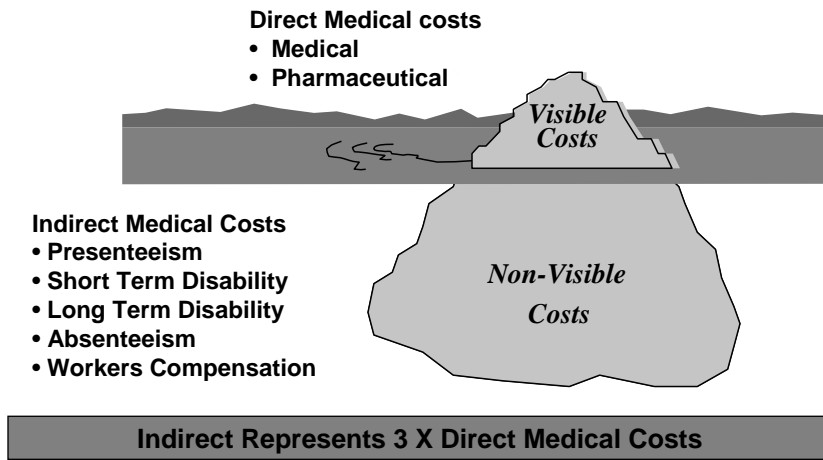 Direct Medical costs
• Medical
• Pharmaceutical
Visible
Costs
Indirect Medical Costs
• Presenteeism
• Short Term Disability
• Long Term Disability
• Absenteeism
• Workers Compensation
Non-Visible
Costs
Indirect Represents 3 X Direct Medical Costs